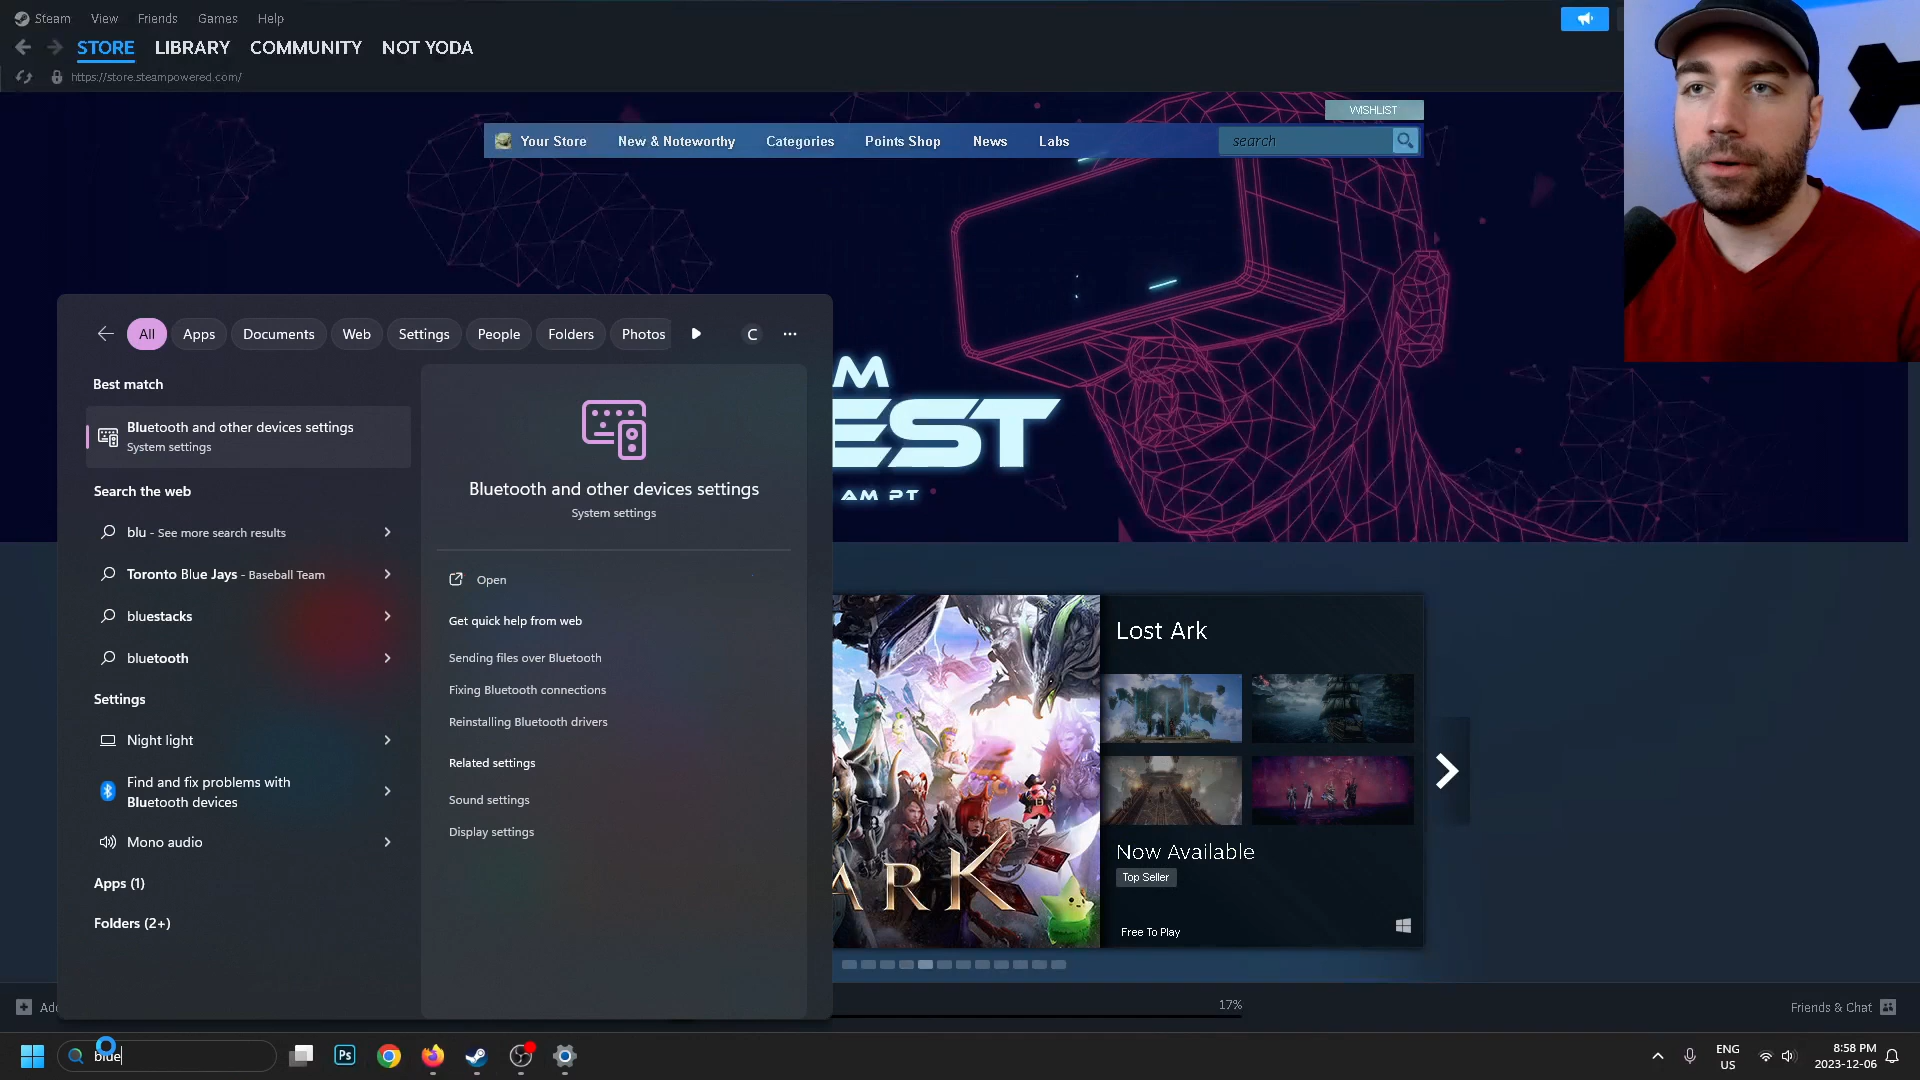 Steam View Friends Games Help
STORE LIBRARY COMMUNITY NOT YODA
https://store.steampowered.com/
WISHLIST
Your Store New & Noteworthy Categories Points Shop News Labs search
All Apps Documents Web Settings People Folders Photos C
Best match
Bluetooth and other devices settings
System settings
Search the web
blu - See more search results
Toronto Blue Jays - Baseball Team
bluestacks
bluetooth
Settings
Night light
Find and fix problems with
Bluetooth devices
Mono audio
Apps (1)
Folders (2+)
Bluetooth and other devices settings
System settings
Open
Get quick help from web
Sending files over Bluetooth
Fixing Bluetooth connections
Reinstalling Bluetooth drivers
Related settings
Sound settings
Display settings
M
EST
AM PT
ARK
Lost Ark
Now Available
Top Seller
Free To Play
17%
Friends & Chat
blue
Ps
ENG
US
8:58 PM
2023-12-06